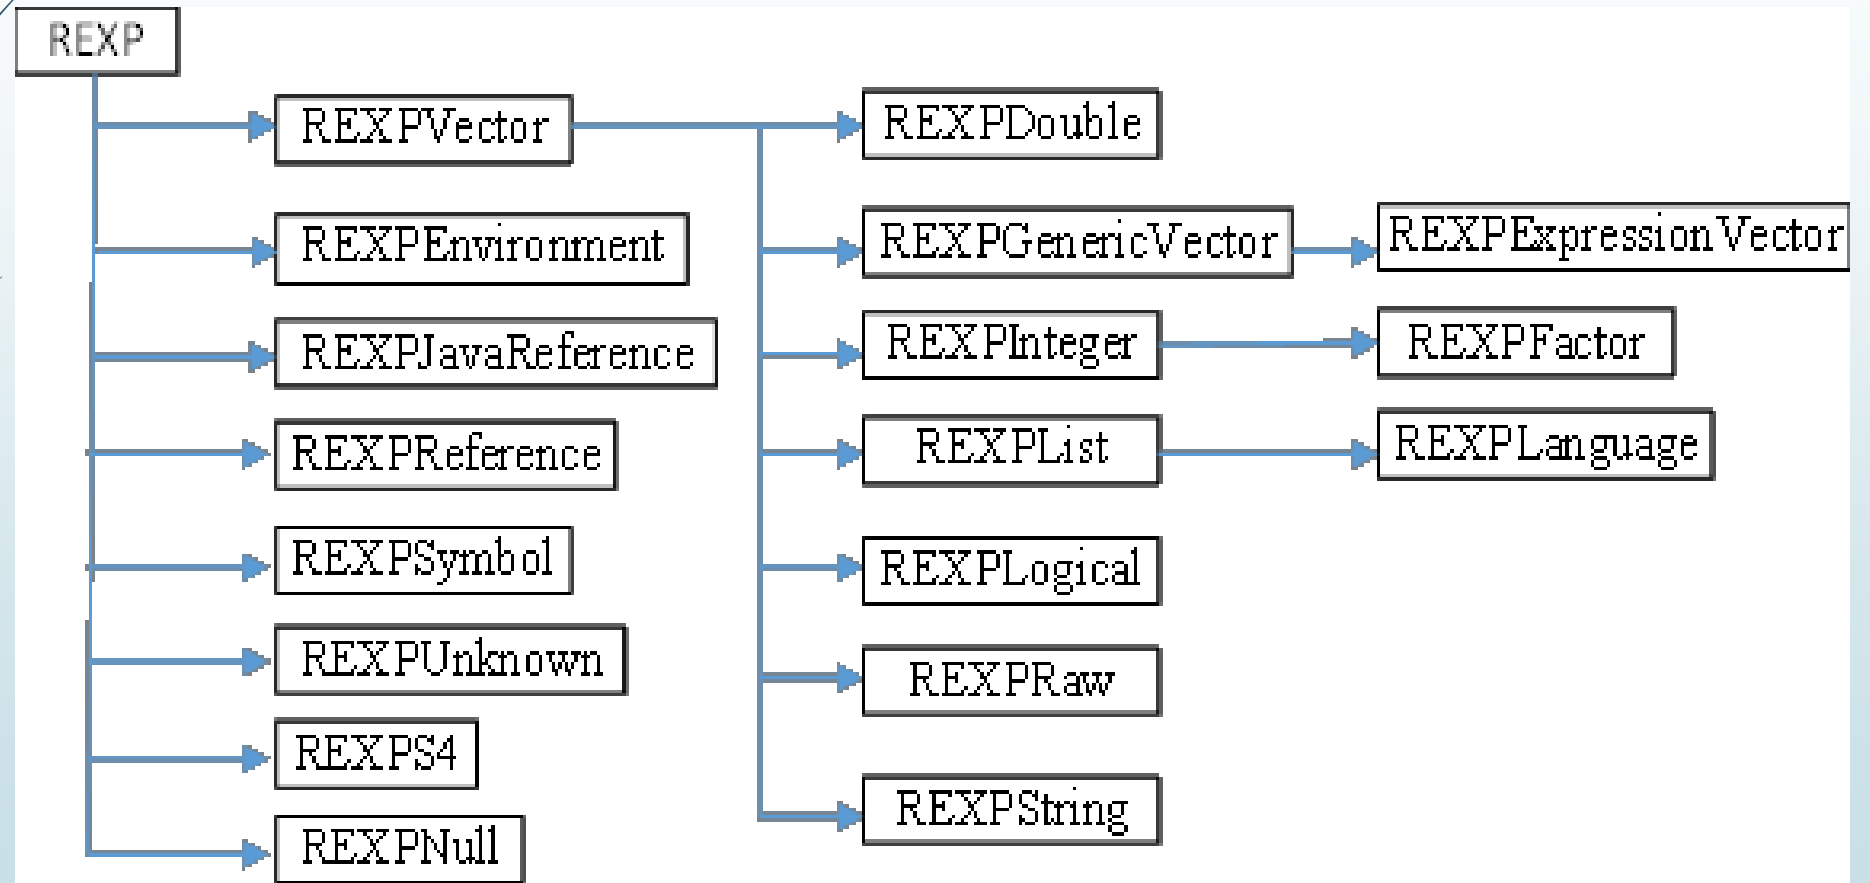 REXP
REXPVector
REXPDouble
REXPEnvironment
REXPGenericVector
REXPExpressionVector
REXPJavaReference
REXPInteger
REXPFactor
REXPReference
REXPList
REXPLanguage
REXPSymbol
REXPLogical
REXPUnknown
REXPRaw
REXPS4
REXPString
REXPNull